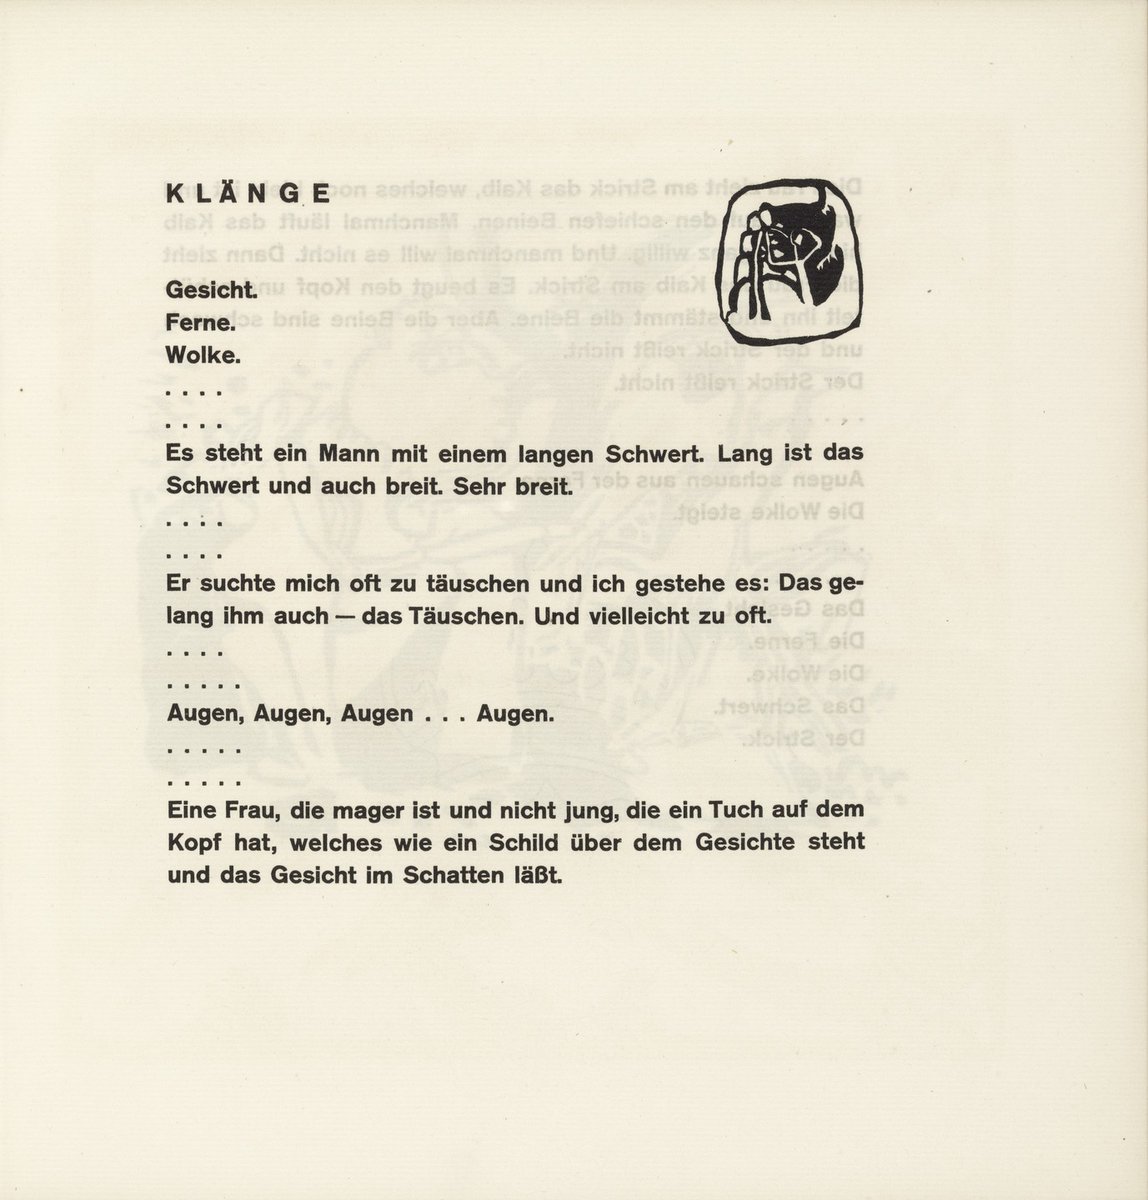 KLÄNGE
Gesicht.
Ferne.
Wolke.
. . . .
. . . .
Es steht ein Mann mit einem langen Schwert. Lang ist das
Schwert und auch breit. Sehr breit.
. . . .
. . . .
Er suchte mich oft zu täuschen und ich gestehe es: Das ge-
lang ihm auch — das Täuschen. Und vielleicht zu oft.
. . . .
. . . . .
Augen, Augen, Augen . . . Augen.
. . . . .
. . . . .
Eine Frau, die mager ist und nicht jung, die ein Tuch auf dem
Kopf hat, welches wie ein Schild über dem Gesichte steht
und das Gesicht im Schatten läßt.